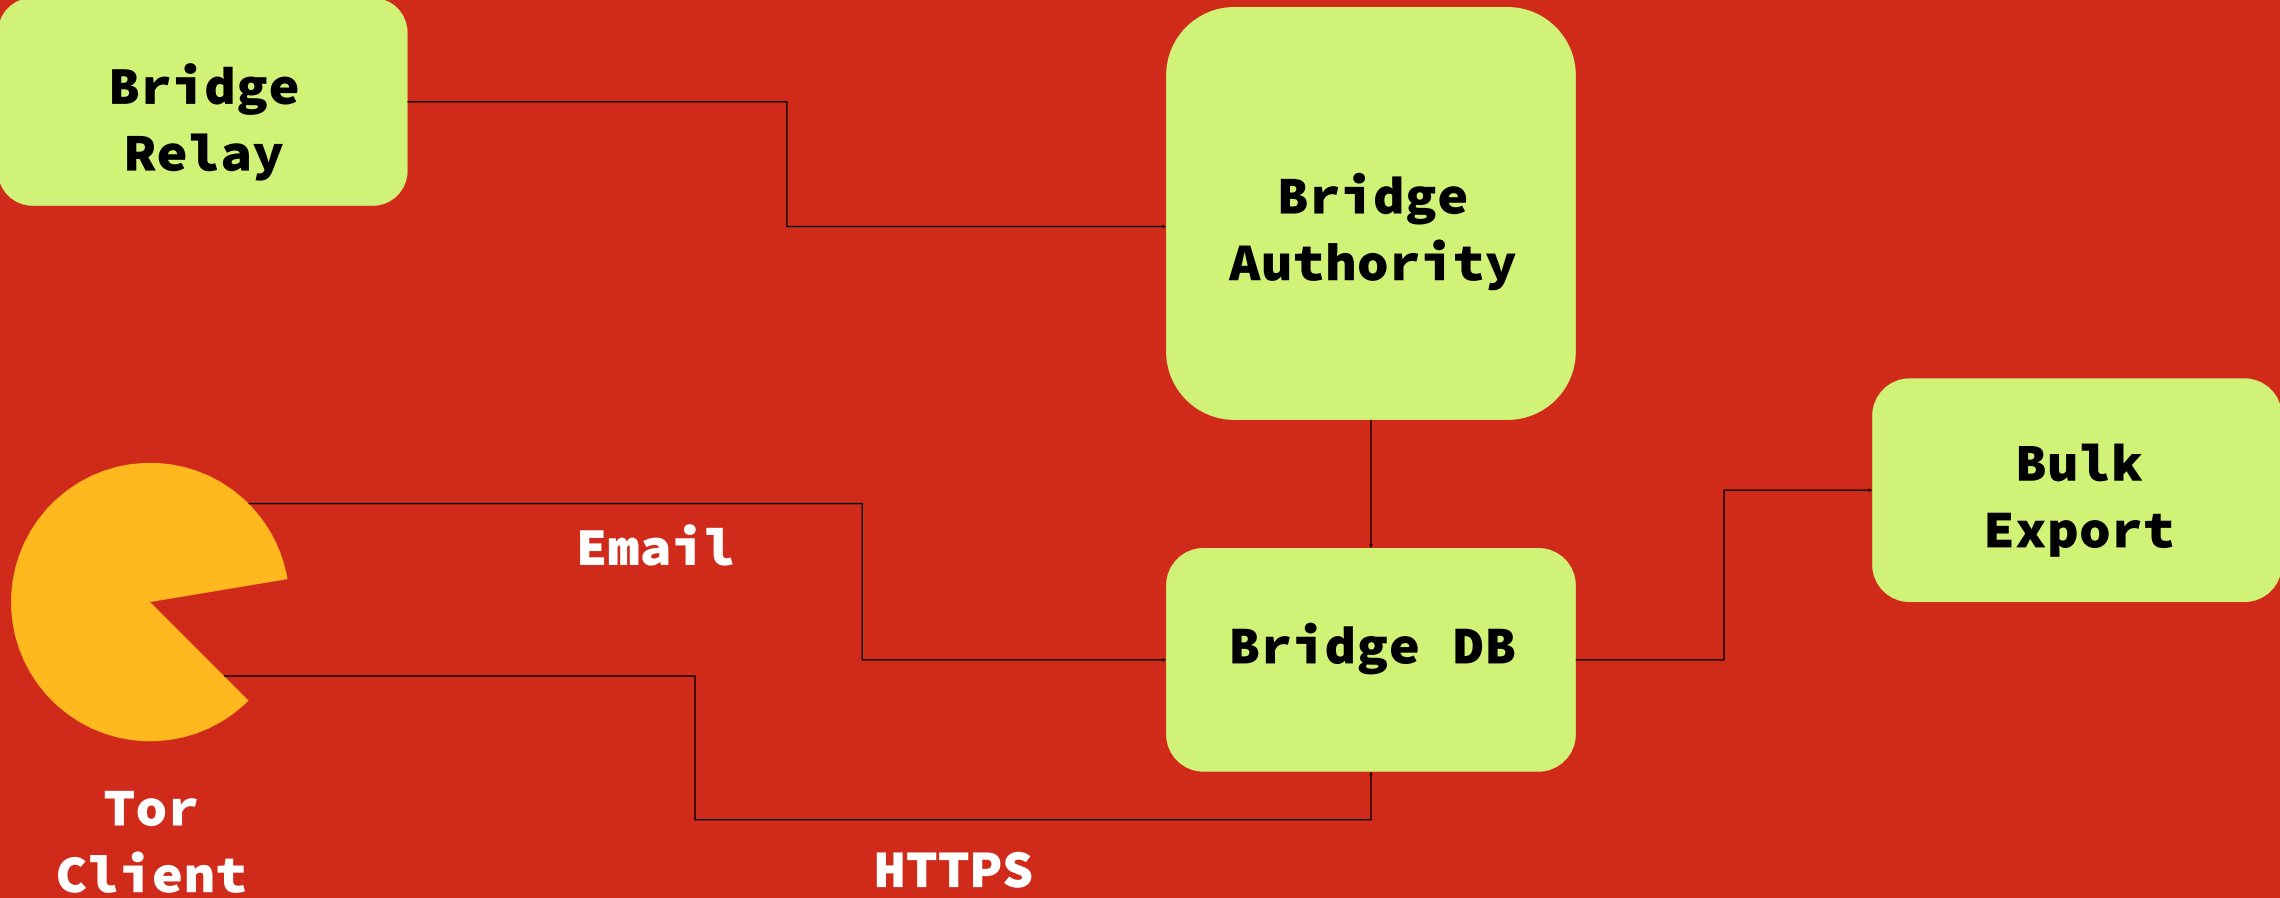 Bridge
Relay
Bridge
Authority
Bulk
Export
Email
Bridge DB
Tor
Client
HTTPS